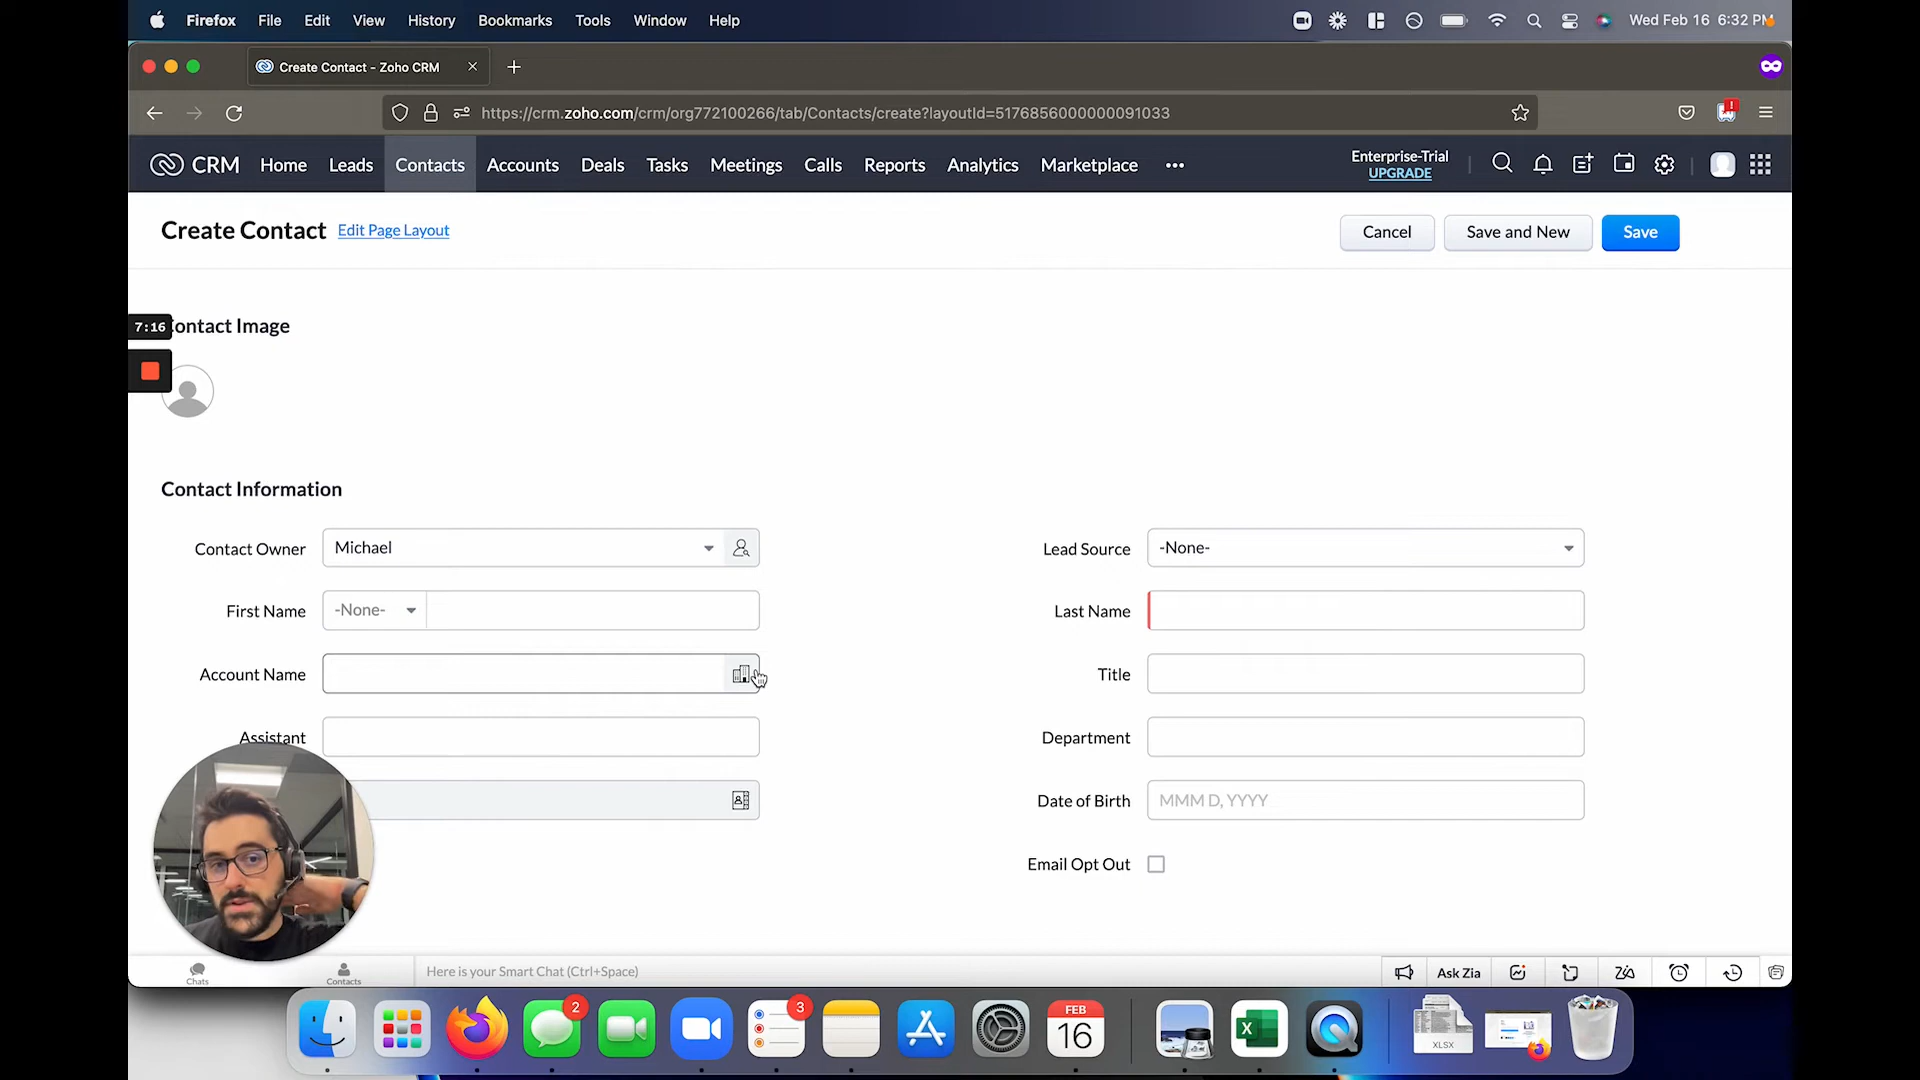 Firefox File Edit View History Bookmarks Tools Window Help Wed Feb 16 6:32 PM
Create Contact - Zoho CRM
https://crm.zoho.com/crm/org772100266/tab/Contacts/create?layoutId=5176856000000091033
CRM Home Leads Contacts Accounts Deals Tasks Meetings Calls Reports Analytics Marketplace ••• Enterprise-Trial
UPGRADE
Create Contact Edit Page Layout Cancel Save and New Save
7:16 ontact Image
Contact Information
Contact Owner Michael Lead Source -None-
First Name -None- Last Name
Account Name Title
Assistant Department
Date of Birth MMM D, YYYY
Email Opt Out
Chats Contacts Here is your Smart Chat (Ctrl+Space) Ask Zia
2 3 FEB
16 X XLSX